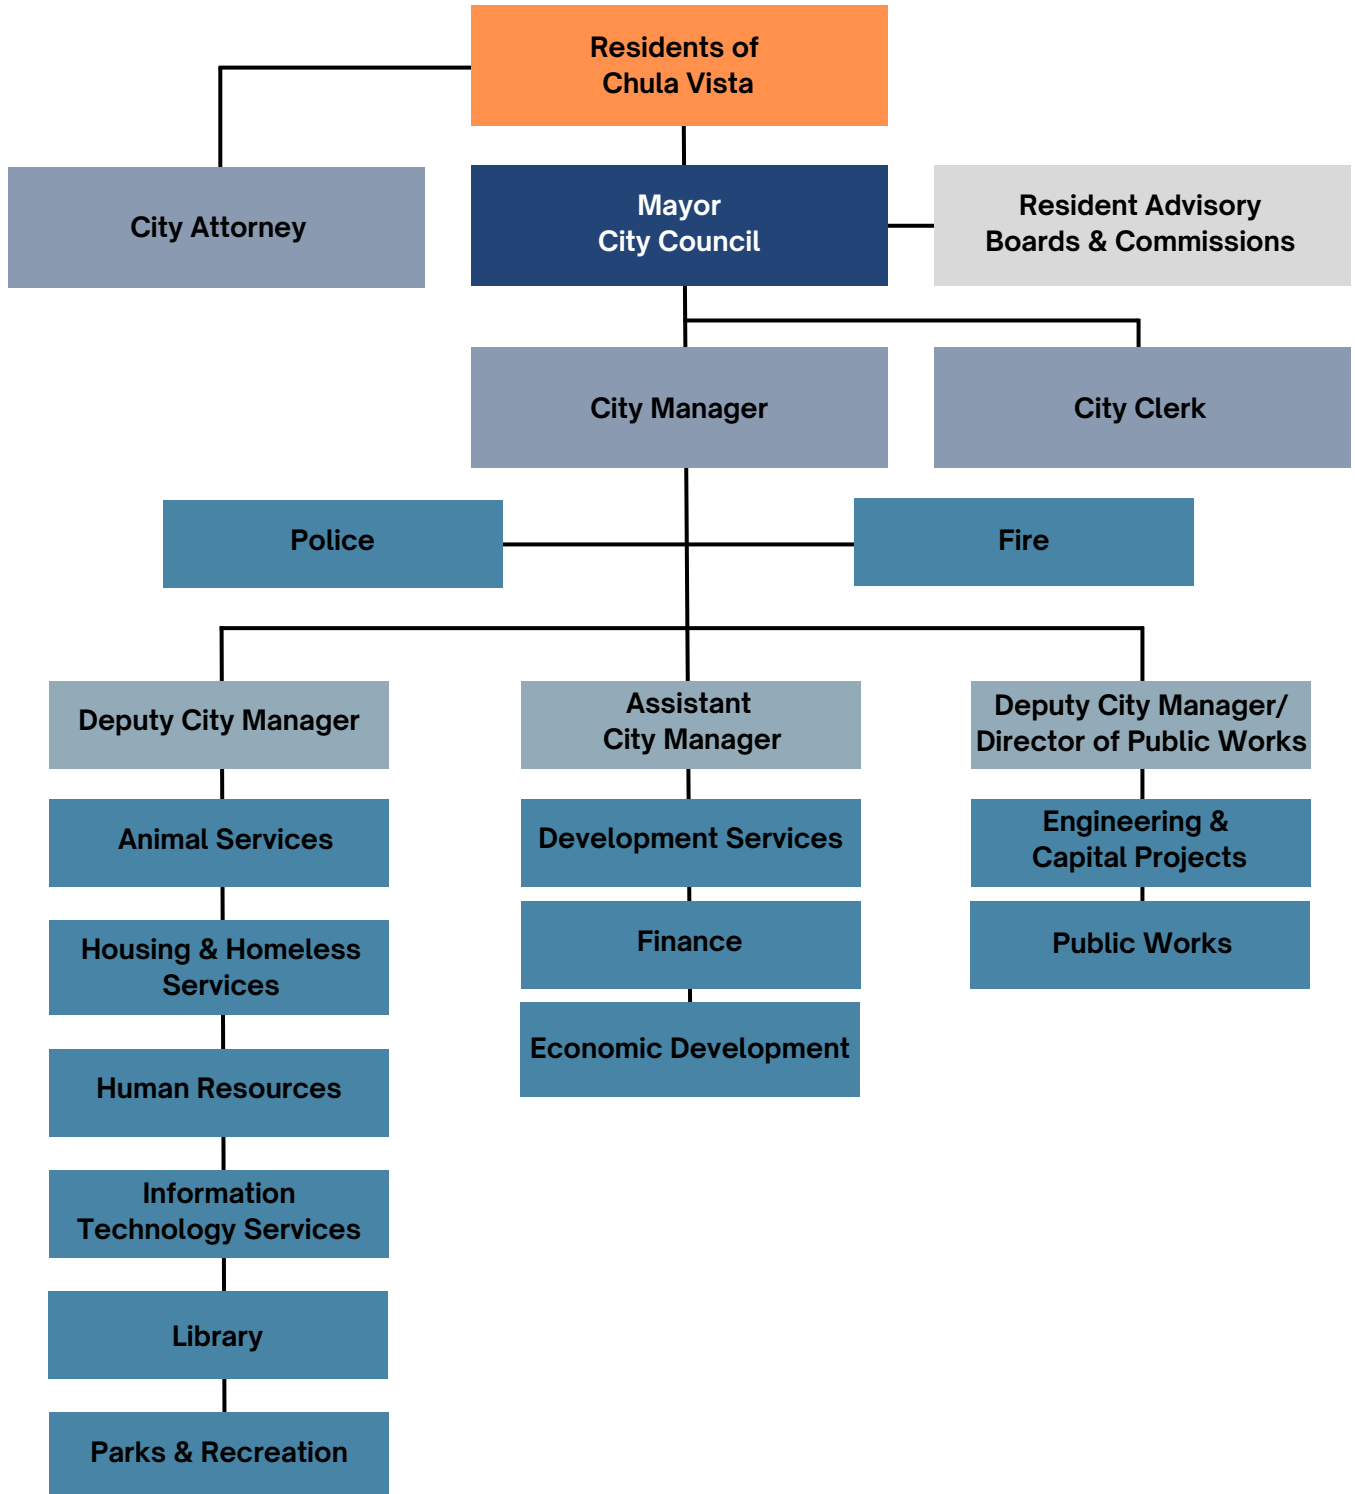 Residents of
Chula Vista
City Attorney
Mayor
City Council
Resident Advisory
Boards & Commissions
City Manager
City Clerk
Police
Fire
Deputy City Manager
Assistant
City Manager
Deputy City Manager/
Director of Public Works
Animal Services
Development Services
Engineering &
Capital Projects
Housing & Homeless
Services
Finance
Public Works
Human Resources
Economic Development
Information
Technology Services
Library
Parks & Recreation